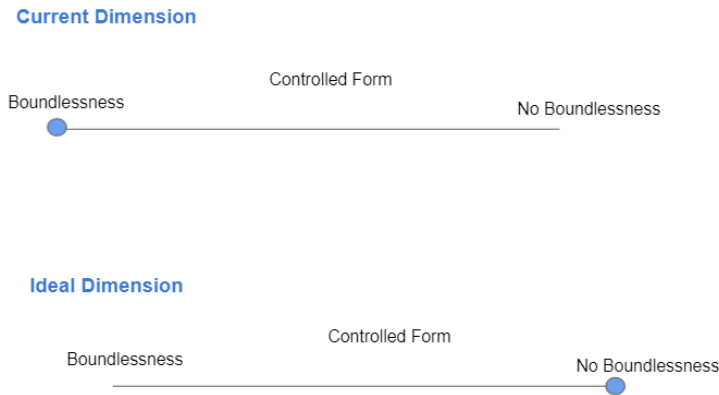 Current Dimension
Controlled Form
Boundlessness
No Boundlessness
Ideal Dimension
Controlled Form
Boundlessness
No Boundlessness